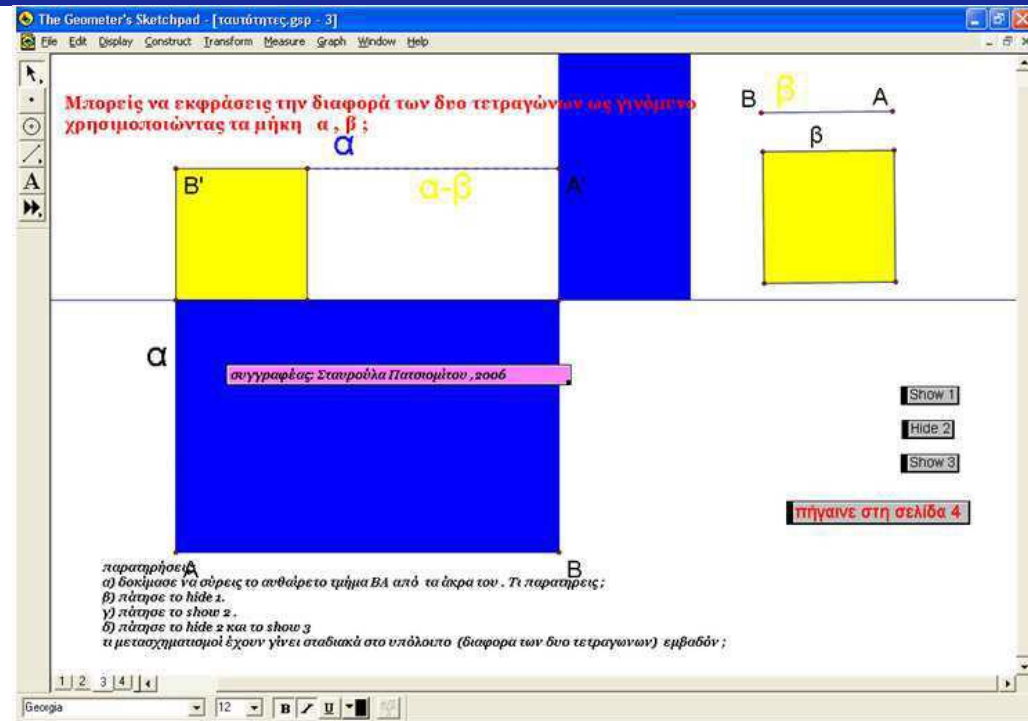 The Geometer's Sketchpad - [ταυτότητες.gsp - 3]
File Edit Display Construct Transform Measure Graph Window Help
Μπορείς να εκφράσεις την διαφορά των δυο τετραγώνων ως γινόμενο
χρησιμοποιώντας τα μήκη α , β ;
α
B β A
β
B'
α-β
A'
A
α
συγγραφέας: Σταυρούλα Πατσιομίτου ,2006
Show 1
Hide 2
Show 3
πήγαινε στη σελίδα 4
A
B
παρατηρήσεις
α) δοκίμασε να σύρεις το αυθαίρετο τμήμα ΒΑ από τα άκρα του . Τι παρατηρεις ;
β) πάτησε το hide 1.
γ) πάτησε το show 2 .
δ) πάτησε το hide 2 και το show 3
τι μετασχηματισμοί έχουν γίνει σταδιακά στο υπόλοιπο (διαφορα των δυο τετραγωνων) εμβαδόν ;
1 2 3 4
Georgia 12 B I U